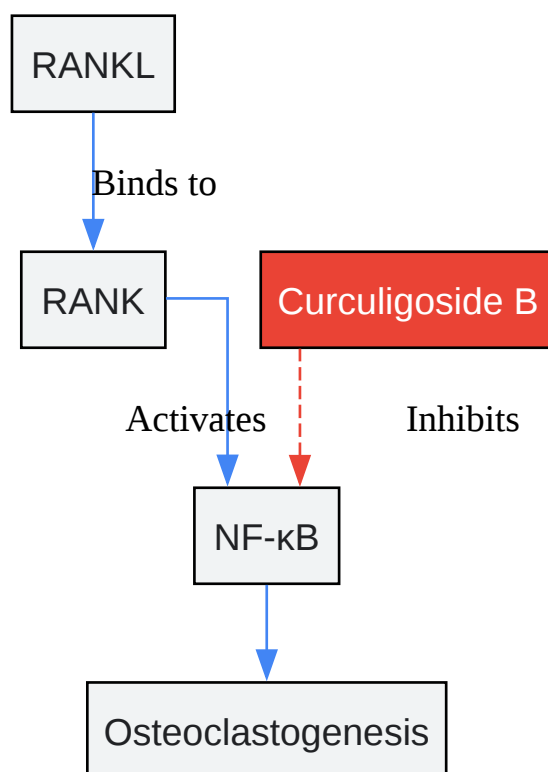 RANKL
Binds to
RANK
Curculigoside B
Activates
Inhibits
NF-κB
Osteoclastogenesis